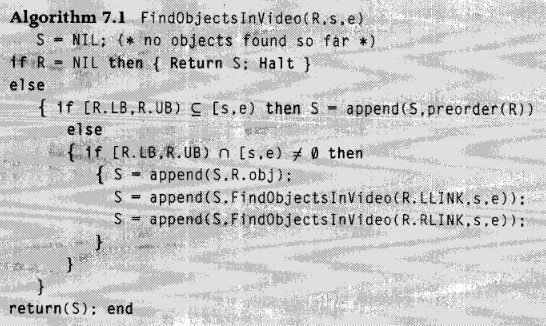 Algorithm 7.1 FindObjectsInVideo(R,s,e)
S = NIL; (* no objects found so far *)
if R = NIL then { Return S; Halt }
else
{ if [R.LB,R.UB) ⊆ [s,e) then S = append(S,preorder(R))
else
{ if [R.LB,R.UB) ∩ [s,e) ≠ ∅ then
{ S = append(S,R.obj);
S = append(S,FindObjectsInVideo(R.LLINK,s,e));
S = append(S,FindObjectsInVideo(R.RLINK,s,e));
}
}
}
return(S); end